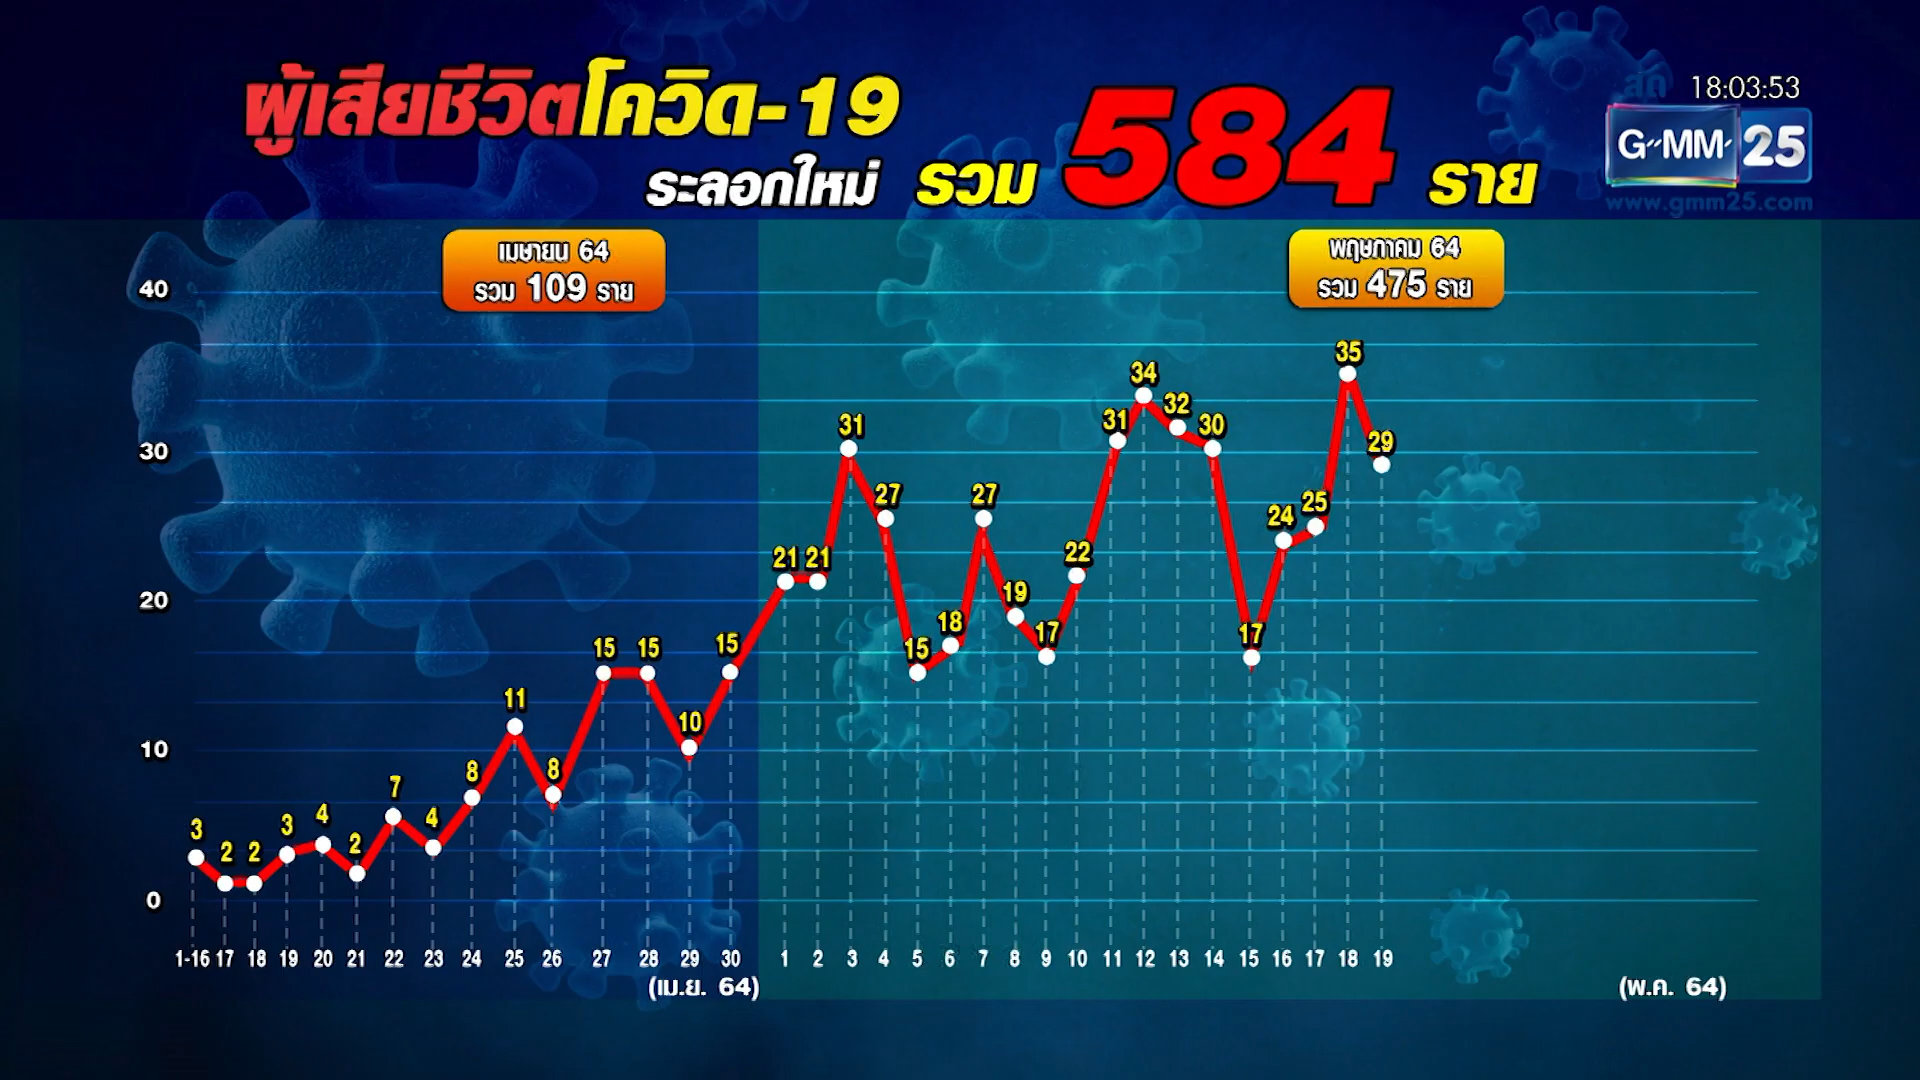 ผู้เสียชีวิตโควิด-19
ระลอกใหม่ รวม 584 ราย
สด 18:03:53
GMM 25
www.gmm25.com
เมษายน 64
รวม 109 ราย
พฤษภาคม 64
รวม 475 ราย
40
30
20
10
0
3 2 2 3 4 2 7 4 8 11 8 15 15 10 15 21 21 31 27 15 18 27 19 17 22 31 34 32 30 17 24 25 35 29
1-16 17 18 19 20 21 22 23 24 25 26 27 28 29 30 1 2 3 4 5 6 7 8 9 10 11 12 13 14 15 16 17 18 19
(เม.ย. 64) (พ.ค. 64)